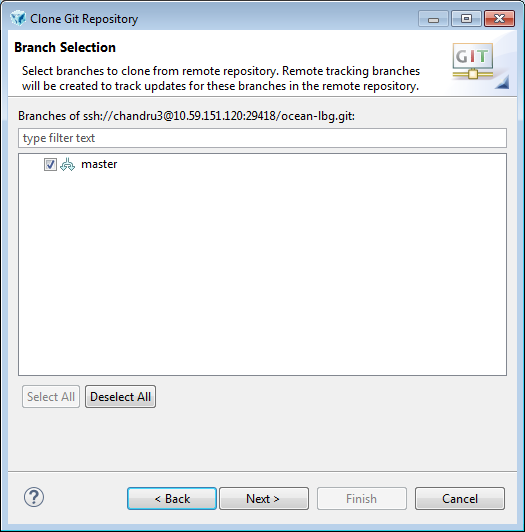 Clone Git Repository
Branch Selection
Select branches to clone from remote repository. Remote tracking branches
will be created to track updates for these branches in the remote repository.
GIT
Branches of ssh://chandru3@10.59.151.120:29418/ocean-lbg.git:
type filter text
master
Select All
Deselect All
?
< Back
Next >
Finish
Cancel